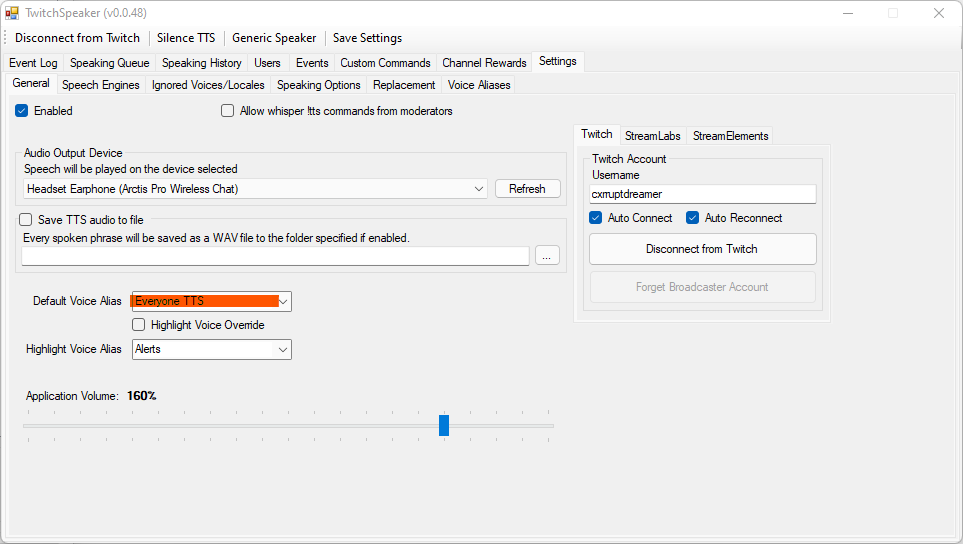 TwitchSpeaker (v0.0.48)
Disconnect from Twitch Silence TTS Generic Speaker Save Settings
Event Log Speaking Queue Speaking History Users Events Custom Commands Channel Rewards Settings
General Speech Engines Ignored Voices/Locales Speaking Options Replacement Voice Aliases
Enabled Allow whisper !tts commands from moderators
Audio Output Device
Speech will be played on the device selected
Headset Earphone (Arctis Pro Wireless Chat) Refresh
Save TTS audio to file
Every spoken phrase will be saved as a WAV file to the folder specified if enabled.
...
Default Voice Alias Everyone TTS
Highlight Voice Override
Highlight Voice Alias Alerts
Application Volume: 160%
Twitch StreamLabs StreamElements
Twitch Account
Username
cxrruptdreamer
Auto Connect Auto Reconnect
Disconnect from Twitch
Forget Broadcaster Account